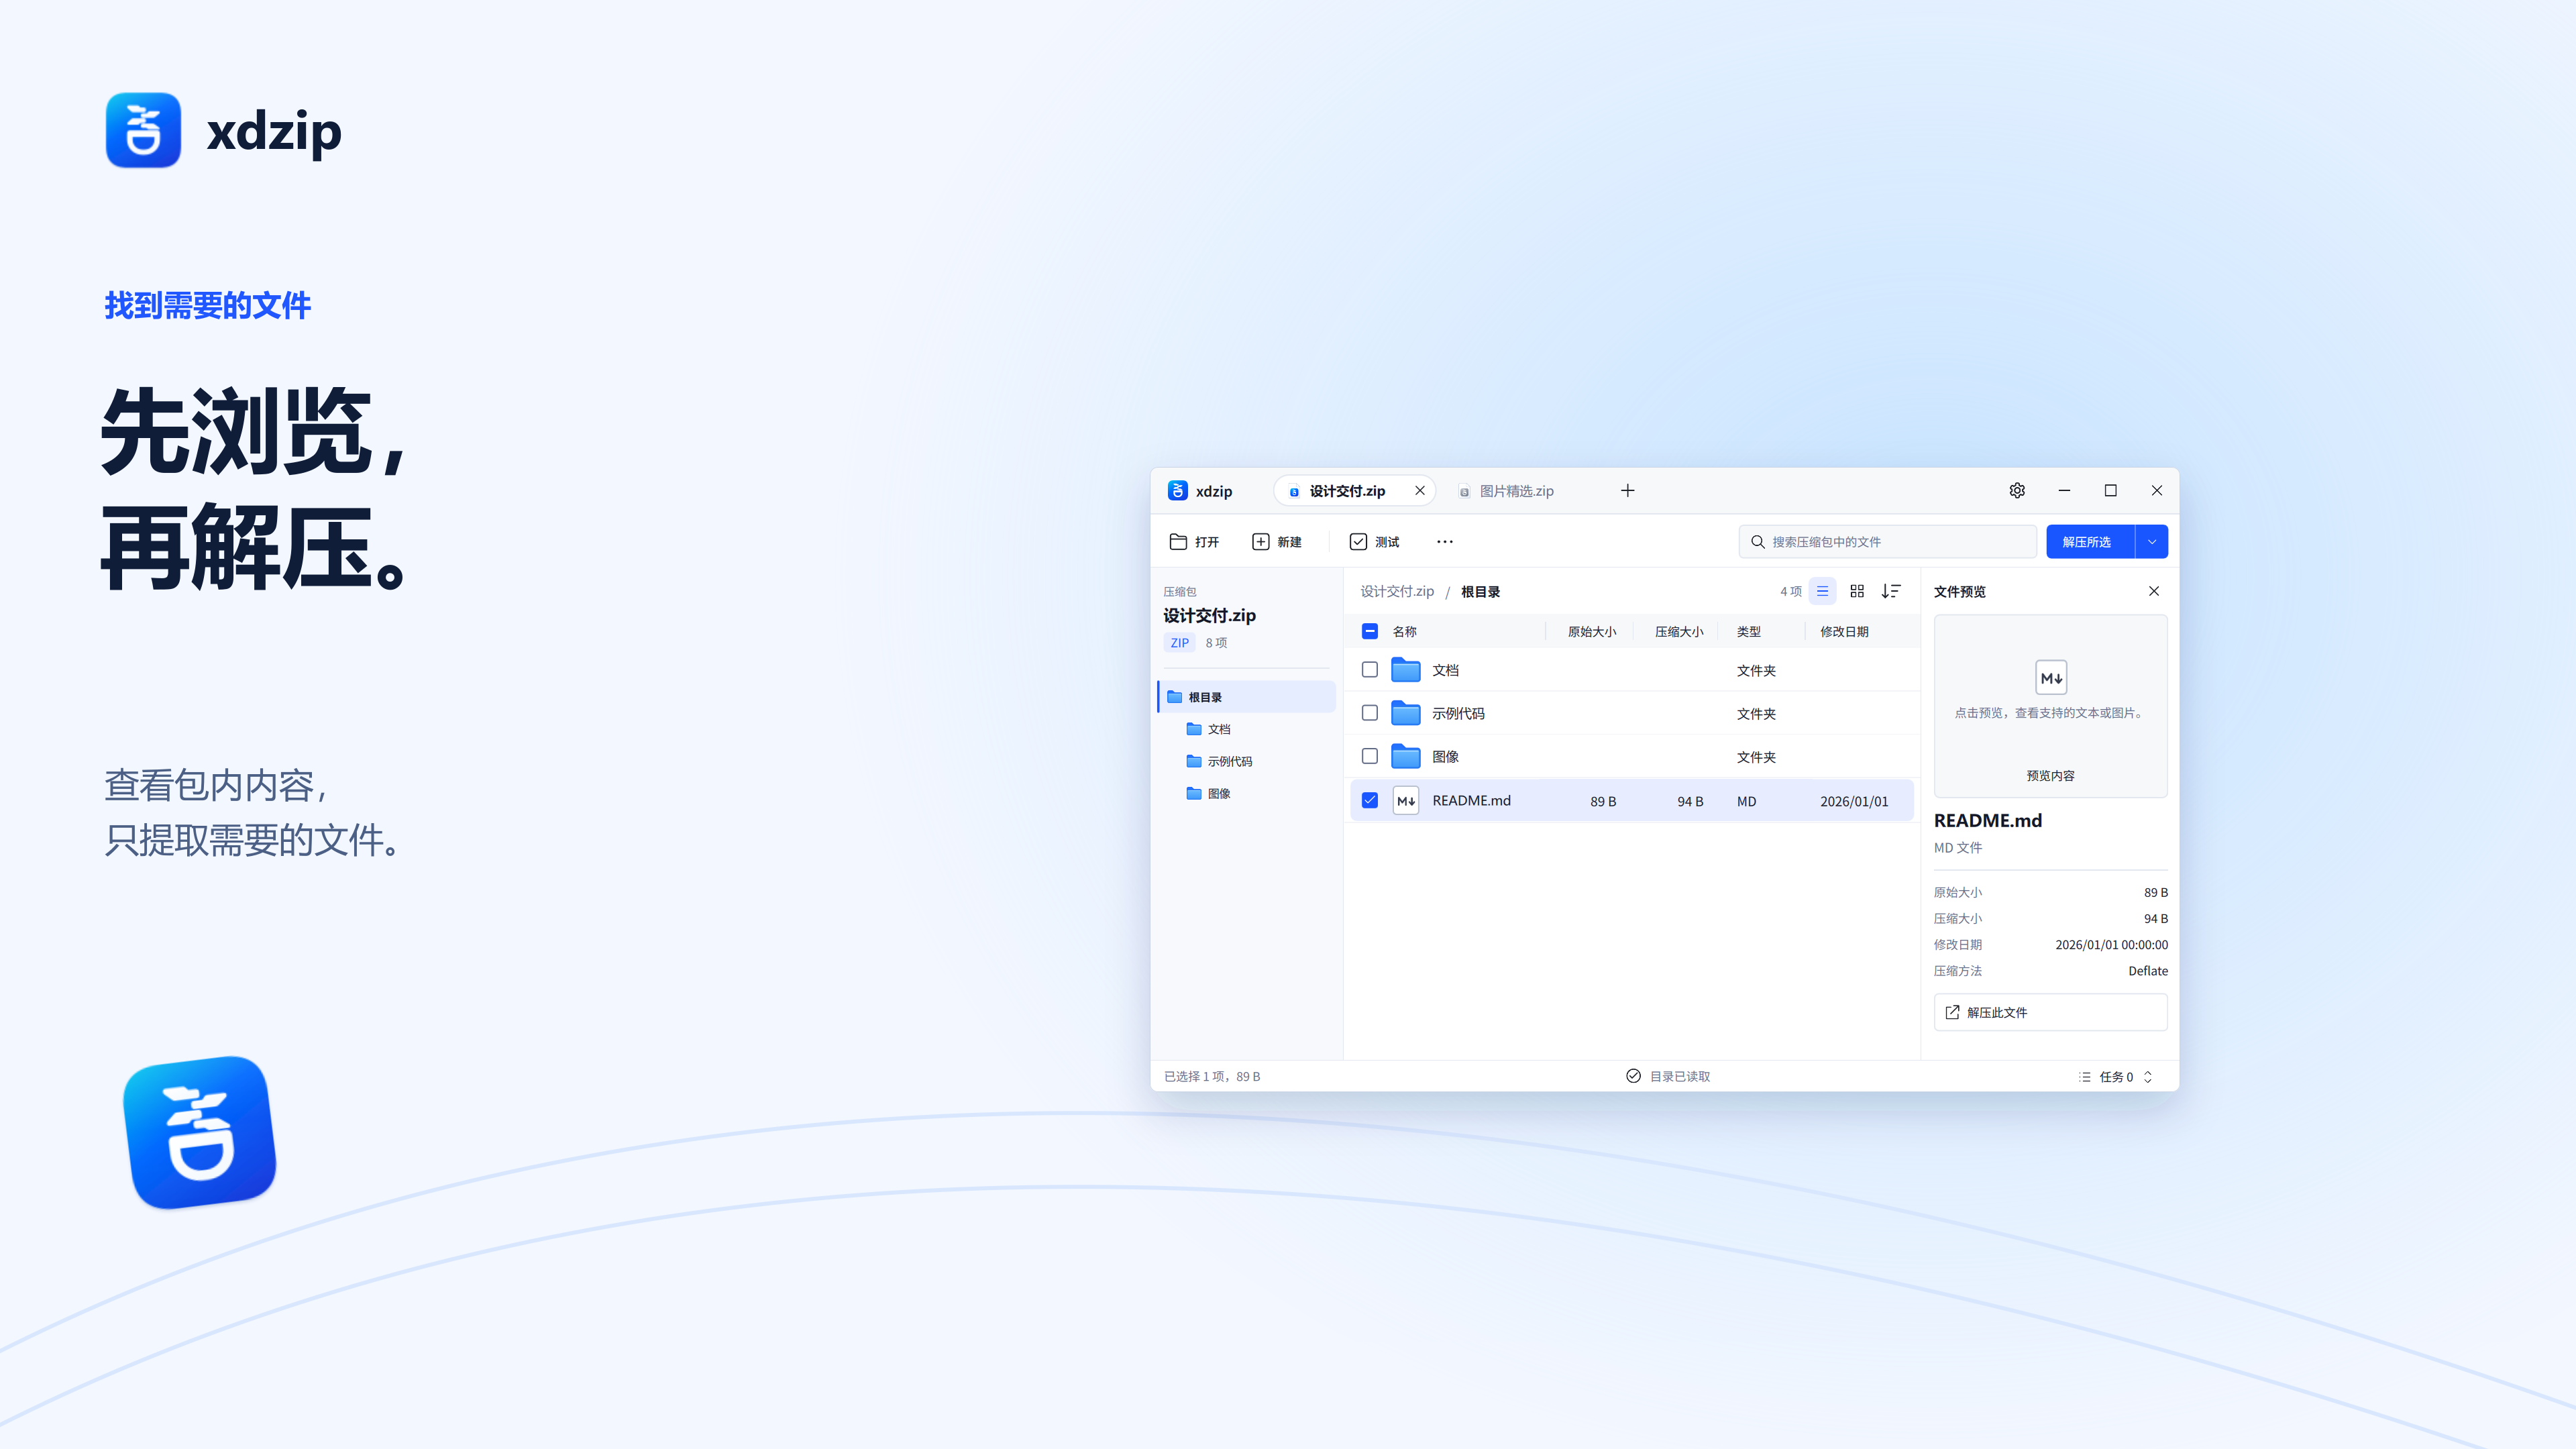 xdzip
找到需要的文件
先浏览，
再解压。
查看包内内容，
只提取需要的文件。
xdzip 设计交付.zip 图片精选.zip
打开 新建 测试 搜索压缩包中的文件 解压所选
压缩包
设计交付.zip
ZIP 8 项
根目录
文档
示例代码
图像
设计交付.zip / 根目录 4 项
名称 原始大小 压缩大小 类型 修改日期
文档 文件夹
示例代码 文件夹
图像 文件夹
M↓ README.md 89 B 94 B MD 2026/01/01
文件预览
M↓
点击预览，查看支持的文本或图片。
预览内容
README.md
MD 文件
原始大小 89 B
压缩大小 94 B
修改日期 2026/01/01 00:00:00
压缩方法 Deflate
解压此文件
已选择 1 项，89 B 目录已读取 任务 0